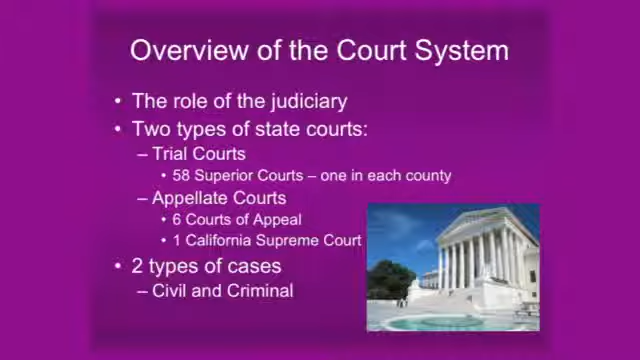 Overview of the Court System
• The role of the judiciary
• Two types of state courts:
– Trial Courts
• 58 Superior Courts – one in each county
– Appellate Courts
• 6 Courts of Appeal
• 1 California Supreme Court
• 2 types of cases
– Civil and Criminal